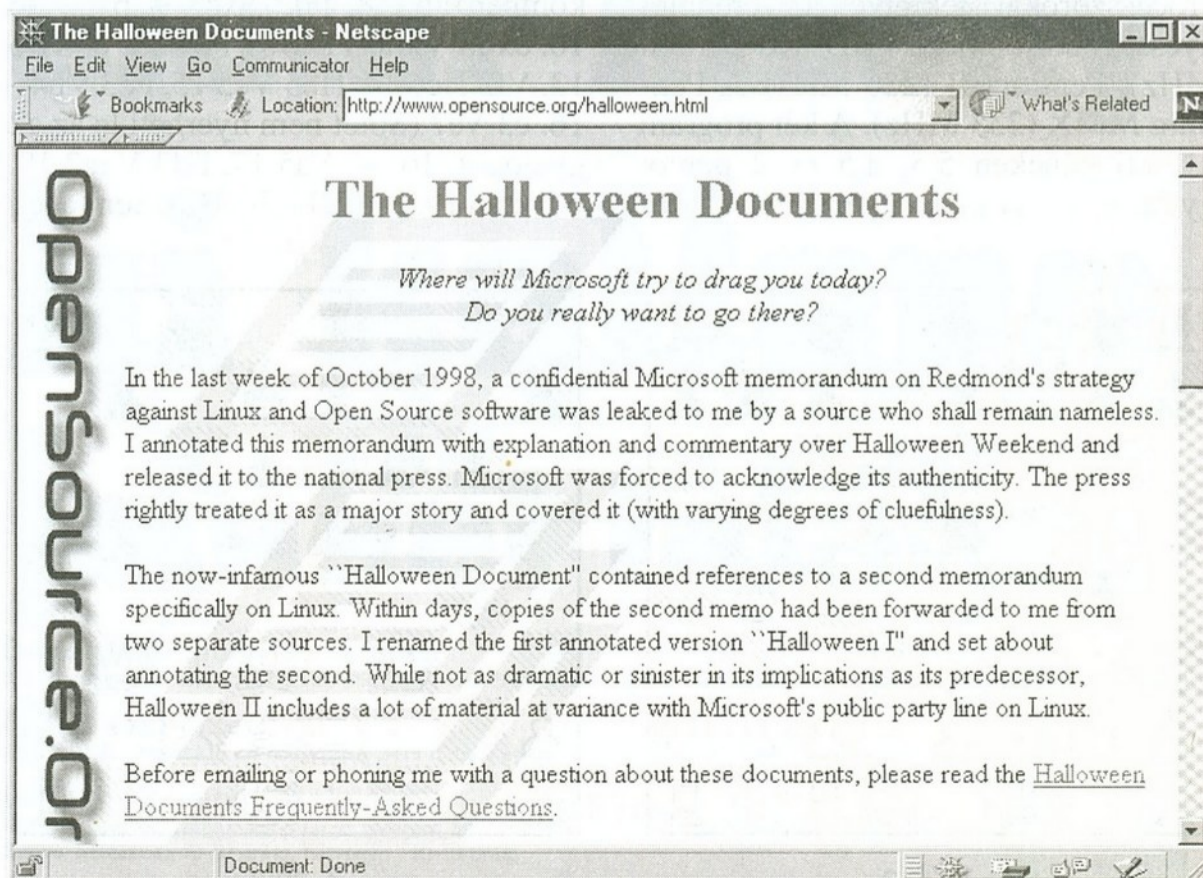 The Halloween Documents - Netscape
File Edit View Go Communicator Help
Bookmarks Location: http://www.opensource.org/halloween.html What's Related N
OpenSource.or
The Halloween Documents
Where will Microsoft try to drag you today?
Do you really want to go there?
In the last week of October 1998, a confidential Microsoft memorandum on Redmond's strategy
against Linux and Open Source software was leaked to me by a source who shall remain nameless.
I annotated this memorandum with explanation and commentary over Halloween Weekend and
released it to the national press. Microsoft was forced to acknowledge its authenticity. The press
rightly treated it as a major story and covered it (with varying degrees of cluefulness).
The now-infamous ``Halloween Document'' contained references to a second memorandum
specifically on Linux. Within days, copies of the second memo had been forwarded to me from
two separate sources. I renamed the first annotated version ``Halloween I'' and set about
annotating the second. While not as dramatic or sinister in its implications as its predecessor,
Halloween II includes a lot of material at variance with Microsoft's public party line on Linux.
Before emailing or phoning me with a question about these documents, please read the Halloween
Documents Frequently-Asked Questions.
Document: Done